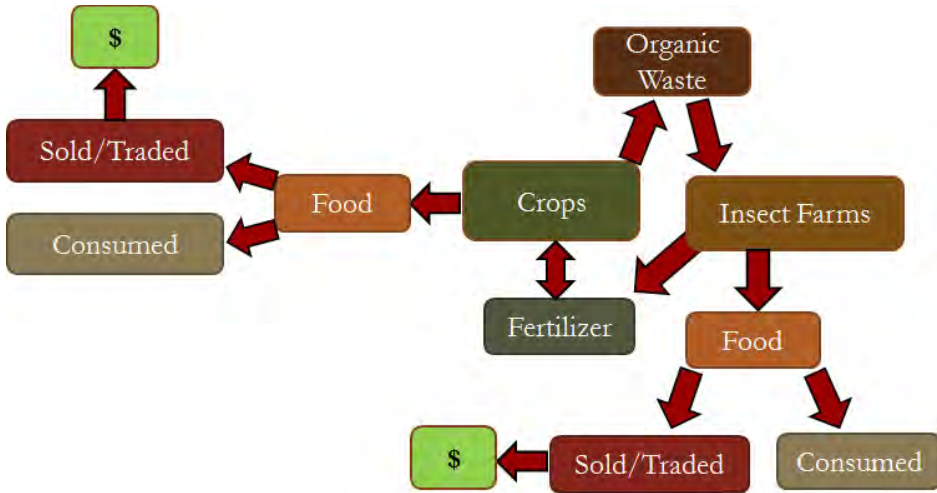 $
Organic
Waste
Sold/Traded
Food
Crops
Insect Farms
Consumed
Fertilizer
Food
$
Sold/Traded
Consumed